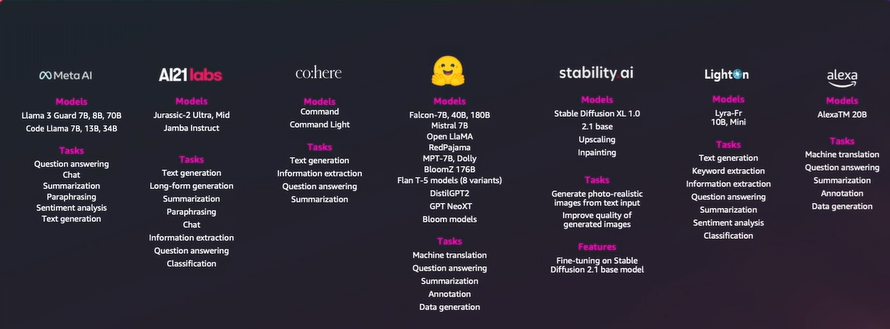 Meta AI
Models
Llama 3 Guard 7B, 8B, 70B
Code Llama 7B, 13B, 34B
Tasks
Question answering
Chat
Summarization
Paraphrasing
Sentiment analysis
Text generation
AI21 labs
Models
Jurassic-2 Ultra, Mid
Jamba Instruct
Tasks
Text generation
Long-form generation
Summarization
Paraphrasing
Chat
Information extraction
Question answering
Classification
co:here
Models
Command
Command Light
Tasks
Text generation
Information extraction
Question answering
Summarization
Models
Falcon-7B, 40B, 180B
Mistral 7B
Open LlaMA
RedPajama
MPT-7B, Dolly
BloomZ 176B
Flan T-5 models (8 variants)
DistilGPT2
GPT NeoXT
Bloom models
Tasks
Machine translation
Question answering
Summarization
Annotation
Data generation
stability.ai
Models
Stable Diffusion XL 1.0
2.1 base
Upscaling
Inpainting
Tasks
Generate photo-realistic
images from text input
Improve quality of
generated images
Features
Fine-tuning on Stable
Diffusion 2.1 base model
LightOn
Models
Lyra-Fr
10B, Mini
Tasks
Text generation
Keyword extraction
Information extraction
Question answering
Summarization
Sentiment analysis
Classification
alexa
Models
AlexaTM 20B
Tasks
Machine translation
Question answering
Summarization
Annotation
Data generation